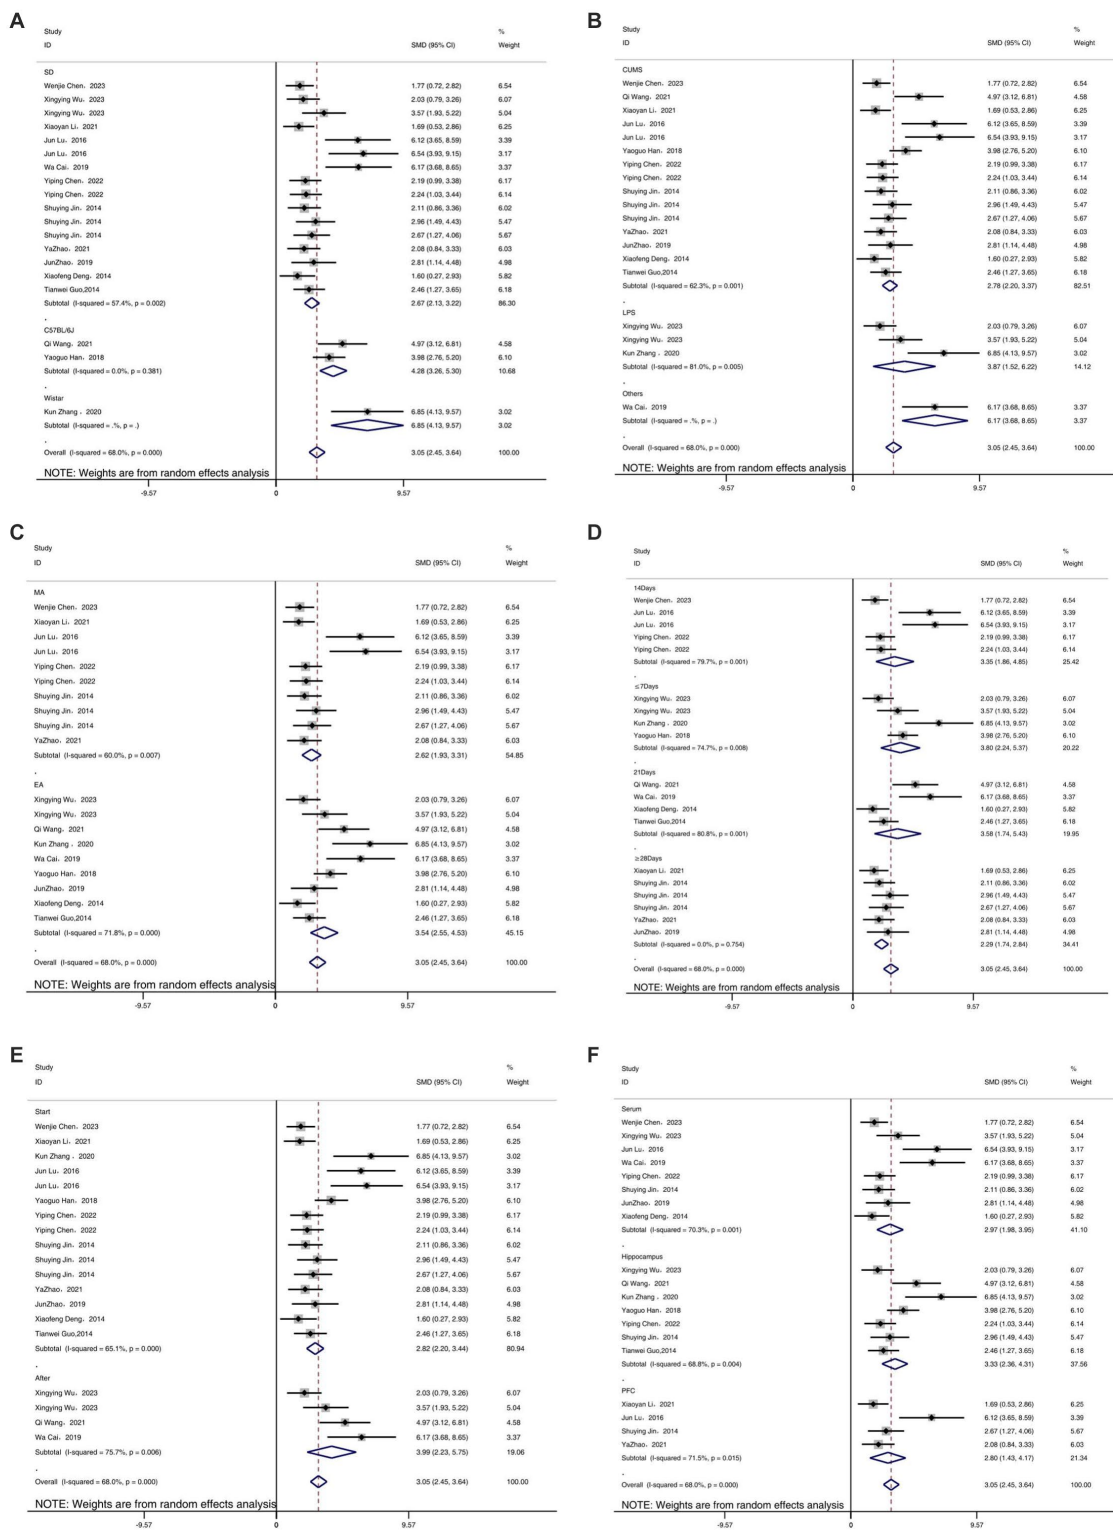 A
Study %
ID SMD (95% CI) Weight
SD
Wenjie Chen，2023 1.77 (0.72, 2.82) 6.54
Xingying Wu，2023 2.03 (0.79, 3.26) 6.07
Xingying Wu，2023 3.57 (1.93, 5.22) 5.04
Xiaoyan Li，2021 1.69 (0.53, 2.86) 6.25
Jun Lu，2016 6.12 (3.65, 8.59) 3.39
Jun Lu，2016 6.54 (3.93, 9.15) 3.17
Wa Cai，2019 6.17 (3.68, 8.65) 3.37
Yiping Chen，2022 2.19 (0.99, 3.38) 6.17
Yiping Chen，2022 2.24 (1.03, 3.44) 6.14
Shuying Jin，2014 2.11 (0.86, 3.36) 6.02
Shuying Jin，2014 2.96 (1.49, 4.43) 5.47
Shuying Jin，2014 2.67 (1.27, 4.06) 5.67
YaZhao，2021 2.08 (0.84, 3.33) 6.03
JunZhao，2019 2.81 (1.14, 4.48) 4.98
Xiaofeng Deng，2014 1.60 (0.27, 2.93) 5.82
Tianwei Guo,2014 2.46 (1.27, 3.65) 6.18
Subtotal (I-squared = 57.4%, p = 0.002) 2.67 (2.13, 3.22) 86.30
.
C57BL/6J
Qi Wang，2021 4.97 (3.12, 6.81) 4.58
Yaoguo Han，2018 3.98 (2.76, 5.20) 6.10
Subtotal (I-squared = 0.0%, p = 0.381) 4.28 (3.26, 5.30) 10.68
.
Wistar
Kun Zhang，2020 6.85 (4.13, 9.57) 3.02
Subtotal (I-squared = .%, p = .) 6.85 (4.13, 9.57) 3.02
.
Overall (I-squared = 68.0%, p = 0.000) 3.05 (2.45, 3.64) 100.00
NOTE: Weights are from random effects analysis
-9.57 0 9.57
B
Study %
ID SMD (95% CI) Weight
CUMS
Wenjie Chen，2023 1.77 (0.72, 2.82) 6.54
Qi Wang，2021 4.97 (3.12, 6.81) 4.58
Xiaoyan Li，2021 1.69 (0.53, 2.86) 6.25
Jun Lu，2016 6.12 (3.65, 8.59) 3.39
Jun Lu，2016 6.54 (3.93, 9.15) 3.17
Yaoguo Han，2018 3.98 (2.76, 5.20) 6.10
Yiping Chen，2022 2.19 (0.99, 3.38) 6.17
Yiping Chen，2022 2.24 (1.03, 3.44) 6.14
Shuying Jin，2014 2.11 (0.86, 3.36) 6.02
Shuying Jin，2014 2.96 (1.49, 4.43) 5.47
Shuying Jin，2014 2.67 (1.27, 4.06) 5.67
YaZhao，2021 2.08 (0.84, 3.33) 6.03
JunZhao，2019 2.81 (1.14, 4.48) 4.98
Xiaofeng Deng，2014 1.60 (0.27, 2.93) 5.82
Tianwei Guo,2014 2.46 (1.27, 3.65) 6.18
Subtotal (I-squared = 62.3%, p = 0.001) 2.78 (2.20, 3.37) 82.51
.
LPS
Xingying Wu，2023 2.03 (0.79, 3.26) 6.07
Xingying Wu，2023 3.57 (1.93, 5.22) 5.04
Kun Zhang，2020 6.85 (4.13, 9.57) 3.02
Subtotal (I-squared = 81.0%, p = 0.005) 3.87 (1.52, 6.22) 14.12
.
Others
Wa Cai，2019 6.17 (3.68, 8.65) 3.37
Subtotal (I-squared = .%, p = .) 6.17 (3.68, 8.65) 3.37
.
Overall (I-squared = 68.0%, p = 0.000) 3.05 (2.45, 3.64) 100.00
NOTE: Weights are from random effects analysis
-9.57 0 9.57
C
Study %
ID SMD (95% CI) Weight
MA
Wenjie Chen，2023 1.77 (0.72, 2.82) 6.54
Xiaoyan Li，2021 1.69 (0.53, 2.86) 6.25
Jun Lu，2016 6.12 (3.65, 8.59) 3.39
Jun Lu，2016 6.54 (3.93, 9.15) 3.17
Yiping Chen，2022 2.19 (0.99, 3.38) 6.17
Yiping Chen，2022 2.24 (1.03, 3.44) 6.14
Shuying Jin，2014 2.11 (0.86, 3.36) 6.02
Shuying Jin，2014 2.96 (1.49, 4.43) 5.47
Shuying Jin，2014 2.67 (1.27, 4.06) 5.67
YaZhao，2021 2.08 (0.84, 3.33) 6.03
Subtotal (I-squared = 60.0%, p = 0.007) 2.62 (1.93, 3.31) 54.85
.
EA
Xingying Wu，2023 2.03 (0.79, 3.26) 6.07
Xingying Wu，2023 3.57 (1.93, 5.22) 5.04
Qi Wang，2021 4.97 (3.12, 6.81) 4.58
Kun Zhang，2020 6.85 (4.13, 9.57) 3.02
Wa Cai，2019 6.17 (3.68, 8.65) 3.37
Yaoguo Han，2018 3.98 (2.76, 5.20) 6.10
JunZhao，2019 2.81 (1.14, 4.48) 4.98
Xiaofeng Deng，2014 1.60 (0.27, 2.93) 5.82
Tianwei Guo,2014 2.46 (1.27, 3.65) 6.18
Subtotal (I-squared = 71.8%, p = 0.000) 3.54 (2.55, 4.53) 45.15
.
Overall (I-squared = 68.0%, p = 0.000) 3.05 (2.45, 3.64) 100.00
NOTE: Weights are from random effects analysis
-9.57 0 9.57
D
Study %
ID SMD (95% CI) Weight
14Days
Wenjie Chen，2023 1.77 (0.72, 2.82) 6.54
Jun Lu，2016 6.12 (3.65, 8.59) 3.39
Jun Lu，2016 6.54 (3.93, 9.15) 3.17
Yiping Chen，2022 2.19 (0.99, 3.38) 6.17
Yiping Chen，2022 2.24 (1.03, 3.44) 6.14
Subtotal (I-squared = 79.7%, p = 0.001) 3.35 (1.86, 4.85) 25.42
.
≤7Days
Xingying Wu，2023 2.03 (0.79, 3.26) 6.07
Xingying Wu，2023 3.57 (1.93, 5.22) 5.04
Kun Zhang，2020 6.85 (4.13, 9.57) 3.02
Yaoguo Han，2018 3.98 (2.76, 5.20) 6.10
Subtotal (I-squared = 74.7%, p = 0.008) 3.80 (2.24, 5.37) 20.22
.
21Days
Qi Wang，2021 4.97 (3.12, 6.81) 4.58
Wa Cai，2019 6.17 (3.68, 8.65) 3.37
Xiaofeng Deng，2014 1.60 (0.27, 2.93) 5.82
Tianwei Guo,2014 2.46 (1.27, 3.65) 6.18
Subtotal (I-squared = 80.8%, p = 0.001) 3.58 (1.74, 5.43) 19.95
.
≥28Days
Xiaoyan Li，2021 1.69 (0.53, 2.86) 6.25
Shuying Jin，2014 2.11 (0.86, 3.36) 6.02
Shuying Jin，2014 2.96 (1.49, 4.43) 5.47
Shuying Jin，2014 2.67 (1.27, 4.06) 5.67
YaZhao，2021 2.08 (0.84, 3.33) 6.03
JunZhao，2019 2.81 (1.14, 4.48) 4.98
Subtotal (I-squared = 0.0%, p = 0.754) 2.29 (1.74, 2.84) 34.41
.
Overall (I-squared = 68.0%, p = 0.000) 3.05 (2.45, 3.64) 100.00
NOTE: Weights are from random effects analysis
-9.57 0 9.57
E
Study %
ID SMD (95% CI) Weight
Start
Wenjie Chen，2023 1.77 (0.72, 2.82) 6.54
Xiaoyan Li，2021 1.69 (0.53, 2.86) 6.25
Kun Zhang，2020 6.85 (4.13, 9.57) 3.02
Jun Lu，2016 6.12 (3.65, 8.59) 3.39
Jun Lu，2016 6.54 (3.93, 9.15) 3.17
Yaoguo Han，2018 3.98 (2.76, 5.20) 6.10
Yiping Chen，2022 2.19 (0.99, 3.38) 6.17
Yiping Chen，2022 2.24 (1.03, 3.44) 6.14
Shuying Jin，2014 2.11 (0.86, 3.36) 6.02
Shuying Jin，2014 2.96 (1.49, 4.43) 5.47
Shuying Jin，2014 2.67 (1.27, 4.06) 5.67
YaZhao，2021 2.08 (0.84, 3.33) 6.03
JunZhao，2019 2.81 (1.14, 4.48) 4.98
Xiaofeng Deng，2014 1.60 (0.27, 2.93) 5.82
Tianwei Guo,2014 2.46 (1.27, 3.65) 6.18
Subtotal (I-squared = 65.1%, p = 0.000) 2.82 (2.20, 3.44) 80.94
.
After
Xingying Wu，2023 2.03 (0.79, 3.26) 6.07
Xingying Wu，2023 3.57 (1.93, 5.22) 5.04
Qi Wang，2021 4.97 (3.12, 6.81) 4.58
Wa Cai，2019 6.17 (3.68, 8.65) 3.37
Subtotal (I-squared = 75.7%, p = 0.006) 3.99 (2.23, 5.75) 19.06
.
Overall (I-squared = 68.0%, p = 0.000) 3.05 (2.45, 3.64) 100.00
NOTE: Weights are from random effects analysis
-9.57 0 9.57
F
Study %
ID SMD (95% CI) Weight
Serum
Wenjie Chen，2023 1.77 (0.72, 2.82) 6.54
Xingying Wu，2023 3.57 (1.93, 5.22) 5.04
Jun Lu，2016 6.54 (3.93, 9.15) 3.17
Wa Cai，2019 6.17 (3.68, 8.65) 3.37
Yiping Chen，2022 2.19 (0.99, 3.38) 6.17
Shuying Jin，2014 2.11 (0.86, 3.36) 6.02
JunZhao，2019 2.81 (1.14, 4.48) 4.98
Xiaofeng Deng，2014 1.60 (0.27, 2.93) 5.82
Subtotal (I-squared = 70.3%, p = 0.001) 2.97 (1.98, 3.95) 41.10
.
Hippocampus
Xingying Wu，2023 2.03 (0.79, 3.26) 6.07
Qi Wang，2021 4.97 (3.12, 6.81) 4.58
Kun Zhang，2020 6.85 (4.13, 9.57) 3.02
Yaoguo Han，2018 3.98 (2.76, 5.20) 6.10
Yiping Chen，2022 2.24 (1.03, 3.44) 6.14
Shuying Jin，2014 2.96 (1.49, 4.43) 5.47
Tianwei Guo,2014 2.46 (1.27, 3.65) 6.18
Subtotal (I-squared = 68.8%, p = 0.004) 3.33 (2.36, 4.31) 37.56
.
PFC
Xiaoyan Li，2021 1.69 (0.53, 2.86) 6.25
Jun Lu，2016 6.12 (3.65, 8.59) 3.39
Shuying Jin，2014 2.67 (1.27, 4.06) 5.67
YaZhao，2021 2.08 (0.84, 3.33) 6.03
Subtotal (I-squared = 71.5%, p = 0.015) 2.80 (1.43, 4.17) 21.34
.
Overall (I-squared = 68.0%, p = 0.000) 3.05 (2.45, 3.64) 100.00
NOTE: Weights are from random effects analysis
-9.57 0 9.57